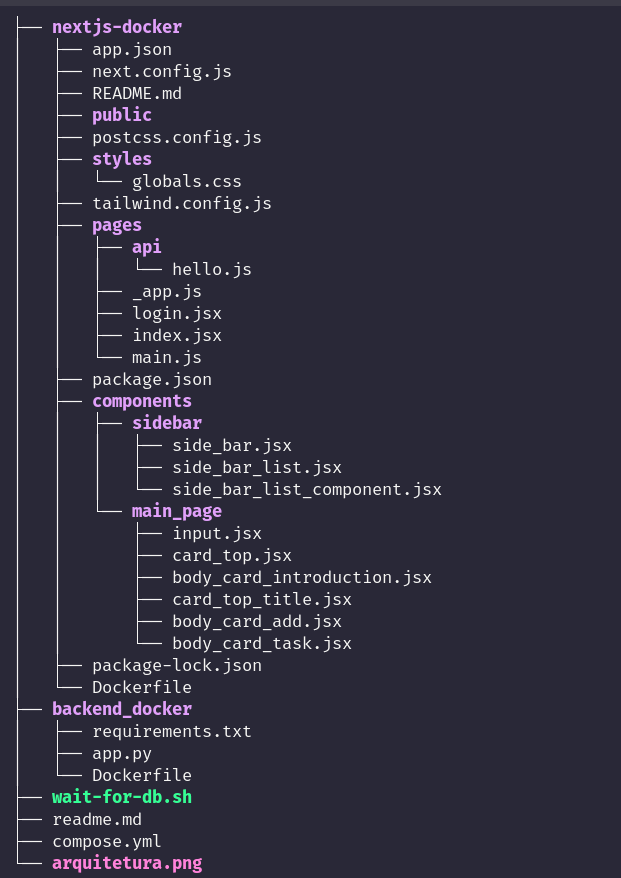 ├── nextjs-docker
│   ├── app.json
│   ├── next.config.js
│   ├── README.md
│   ├── public
│   ├── postcss.config.js
│   ├── styles
│   │   └── globals.css
│   ├── tailwind.config.js
│   ├── pages
│   │   ├── api
│   │   │   └── hello.js
│   │   ├── _app.js
│   │   ├── login.jsx
│   │   ├── index.jsx
│   │   └── main.js
│   ├── package.json
│   ├── components
│   │   ├── sidebar
│   │   │   ├── side_bar.jsx
│   │   │   ├── side_bar_list.jsx
│   │   │   └── side_bar_list_component.jsx
│   │   └── main_page
│   │       ├── input.jsx
│   │       ├── card_top.jsx
│   │       ├── body_card_introduction.jsx
│   │       ├── card_top_title.jsx
│   │       ├── body_card_add.jsx
│   │       └── body_card_task.jsx
│   ├── package-lock.json
│   └── Dockerfile
├── backend_docker
│   ├── requirements.txt
│   ├── app.py
│   └── Dockerfile
├── wait-for-db.sh
├── readme.md
├── compose.yml
└── arquitetura.png